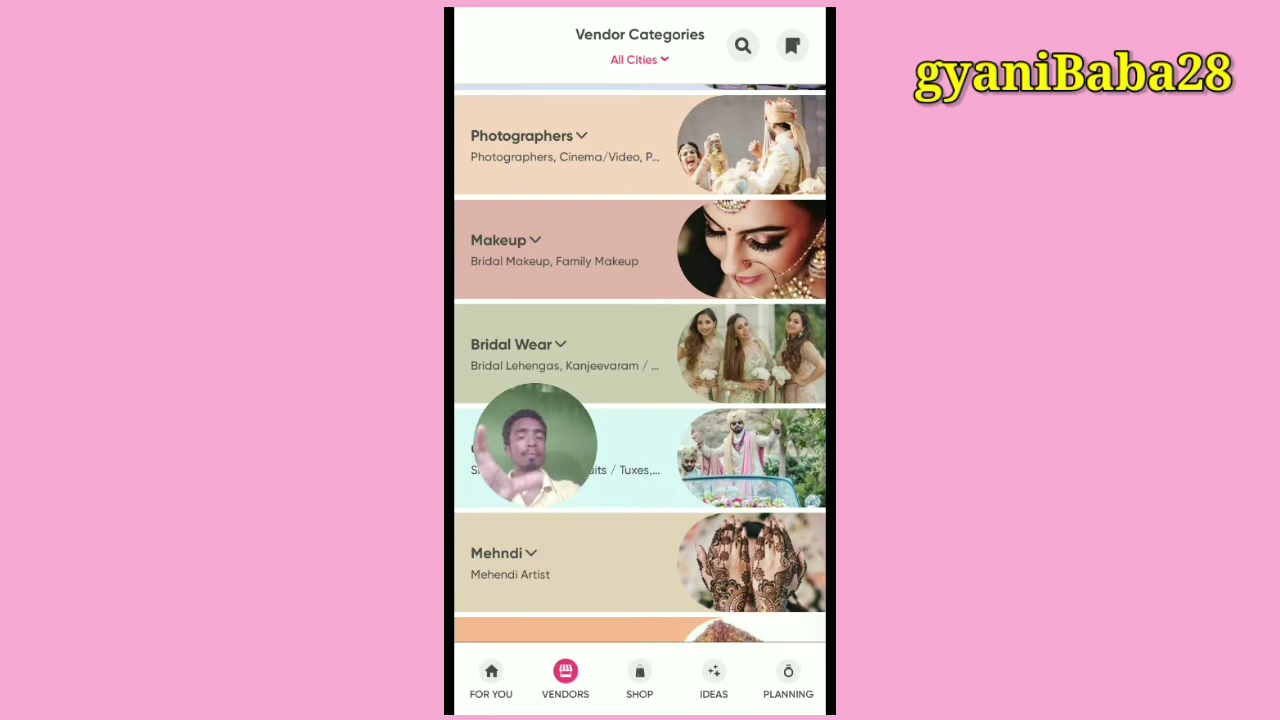 Vendor Categories
All Cities
gyaniBaba28
Photographers
Photographers, Cinema/Video, P...
Makeup
Bridal Makeup, Family Makeup
Bridal Wear
Bridal Lehengas, Kanjeevaram / ...
/ Tuxes,...
Mehndi
Mehendi Artist
FOR YOU
VENDORS
SHOP
IDEAS
PLANNING